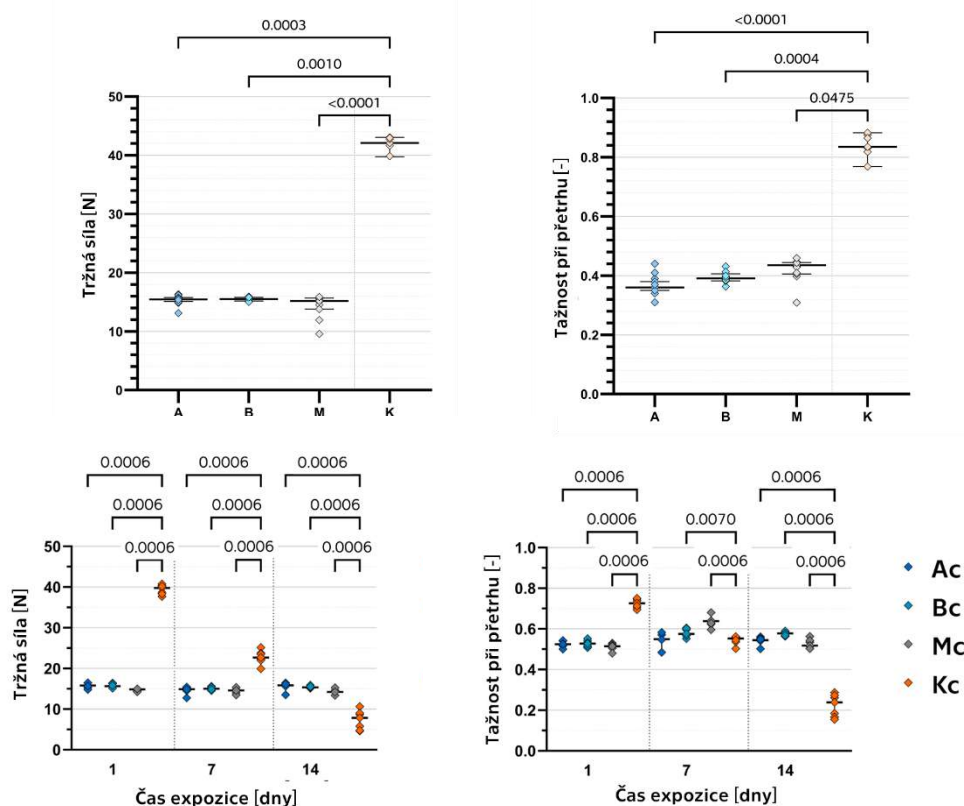 0.0003
0.0010
<0.0001
50
40
30
20
10
0
Tržná síla [N]
A B M K
<0.0001
0.0004
0.0475
1.0
0.8
0.6
0.4
0.2
0.0
Tažnost při přetrhu [-]
A B M K
0.0006 0.0006 0.0006
0.0006 0.0006 0.0006
0.0006 0.0006 0.0006
50
40
30
20
10
0
Tržná síla [N]
1 7 14
Čas expozice [dny]
0.0006 0.0006
0.0006 0.0070 0.0006
0.0006 0.0006 0.0006
1.0
0.8
0.6
0.4
0.2
0.0
Tažnost při přetrhu [-]
1 7 14
Čas expozice [dny]
Ac
Bc
Mc
Kc